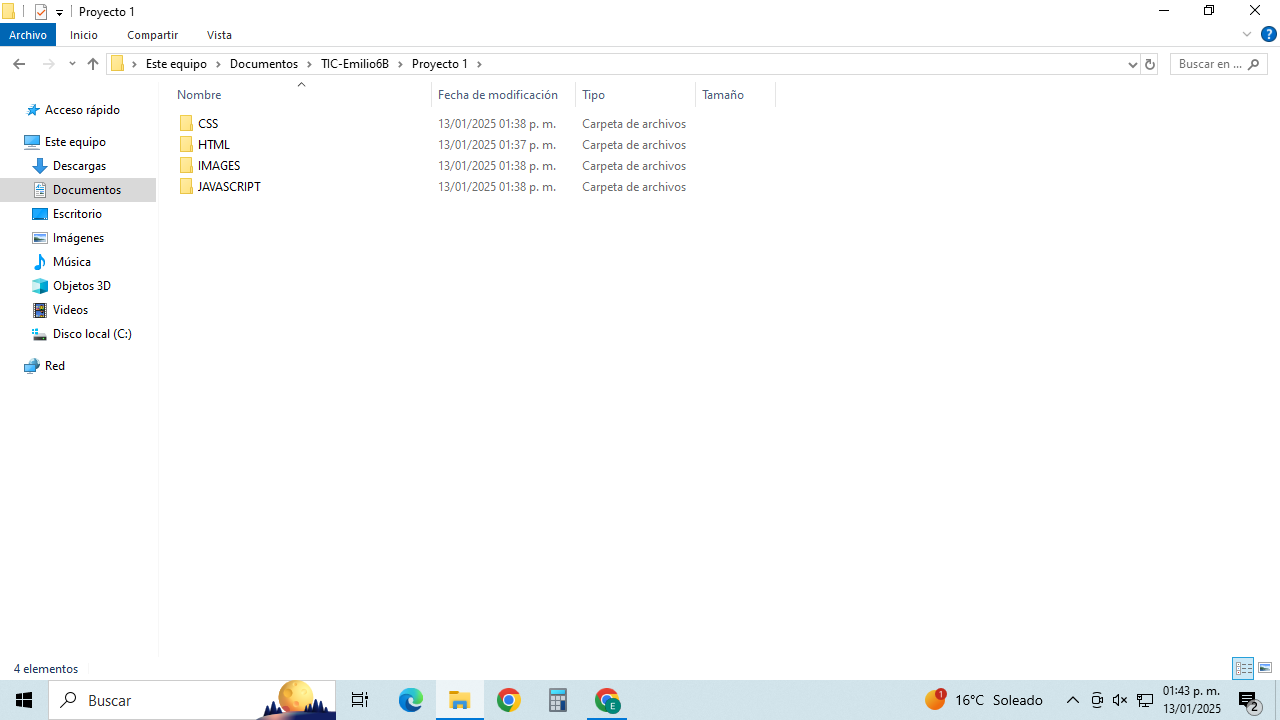 Proyecto 1
Archivo Inicio Compartir Vista
Este equipo Documentos TIC-Emilio6B Proyecto 1 Buscar en ...
Nombre Fecha de modificación Tipo Tamaño
CSS 13/01/2025 01:38 p. m. Carpeta de archivos
HTML 13/01/2025 01:37 p. m. Carpeta de archivos
IMAGES 13/01/2025 01:38 p. m. Carpeta de archivos
JAVASCRIPT 13/01/2025 01:38 p. m. Carpeta de archivos
Acceso rápido
Este equipo
Descargas
Documentos
Escritorio
Imágenes
Música
Objetos 3D
Videos
Disco local (C:)
Red
4 elementos
Buscar
E
1
16°C Soleado
01:43 p. m.
13/01/2025
2